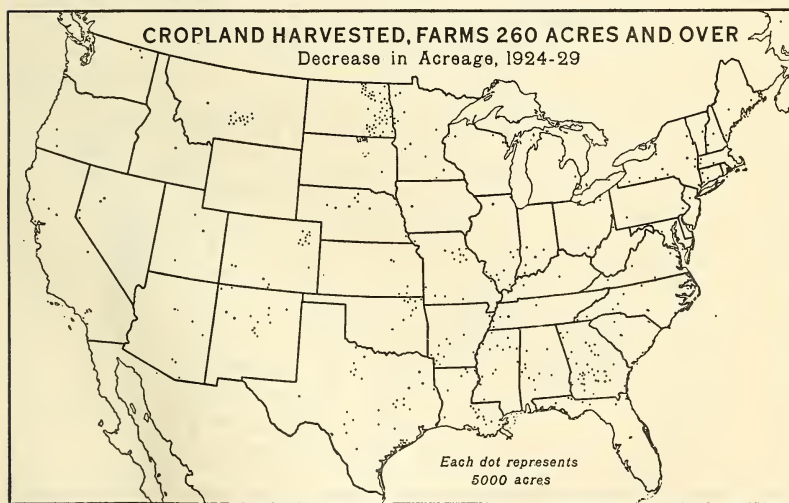 CROPLAND HARVESTED, FARMS 260 ACRES AND OVER
Decrease in Acreage, 1924-29
Each dot represents
5000 acres